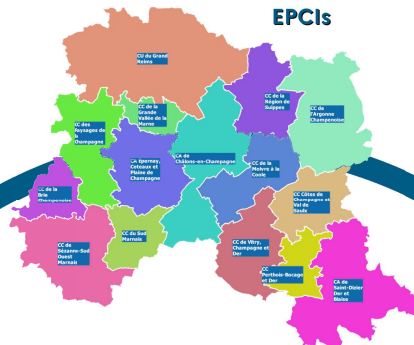 EPCIs
CU du Grand
Reims
CC de la
Région de
Suippes
CC de
l'Argonne
Champenoise
CC de la
Grande
Vallée de la
Marne
CC des
Paysages de
la
Champagne
CA Epernay,
Coteaux et
Plaine de
Champagne
CA de
Châlons-en-Champagne
CC de la
Moivre à la
Coole
CC de la
Brie
Champenoise
CC Côtes de
Champagne et
Val de
Saulx
CC du Sud
Marnais
CC de
Sézanne-Sud
Ouest
Marnais
CC de Vitry,
Champagne et
Der
CC
Perthois-Bocage
et Der
CA de
Saint-Dizier
Der et
Blaise